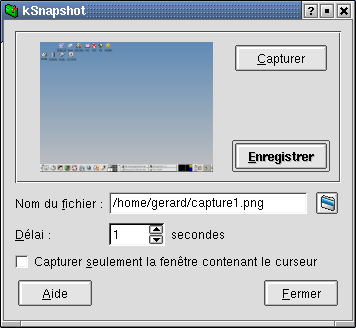 kSnapshot
Capturer
Enregistrer
Nom du fichier : /home/gerard/capture1.png
Délai : 1 secondes
Capturer seulement la fenêtre contenant le curseur
Aide Fermer